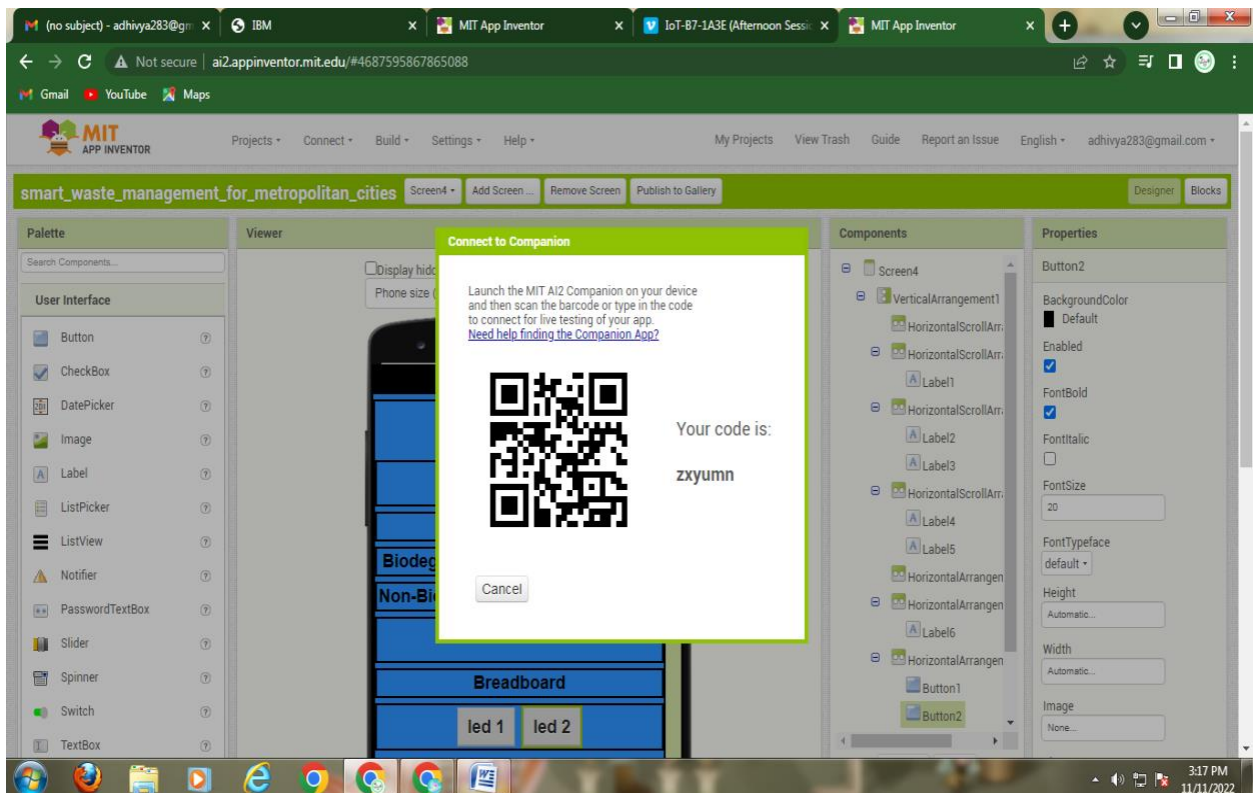 (no subject) - adhivya283@gm
IBM
MIT App Inventor
IoT-B7-1A3E (Afternoon Sessi
MIT App Inventor
Not secure | ai2.appinventor.mit.edu/#4687595867865088
Gmail YouTube Maps
MIT
APP INVENTOR
Projects Connect Build Settings Help
My Projects View Trash Guide Report an Issue English adhivya283@gmail.com
smart_waste_management_for_metropolitan_cities Screen4 Add Screen ... Remove Screen Publish to Gallery
Designer Blocks
Palette
Search Components...
User Interface
Button
CheckBox
DatePicker
Image
Label
ListPicker
ListView
Notifier
PasswordTextBox
Slider
Spinner
Switch
TextBox
Viewer
Display hidd
Phone size (
Biodeg
Non-Bi
Breadboard
led 1 led 2
Connect to Companion
Launch the MIT AI2 Companion on your device
and then scan the barcode or type in the code
to connect for live testing of your app.
Need help finding the Companion App?
Your code is:
zxyumn
Cancel
Components
Screen4
VerticalArrangement1
HorizontalScrollArr
HorizontalScrollArr
Label1
HorizontalScrollArr
Label2
Label3
HorizontalScrollArr
Label4
Label5
HorizontalArrangen
HorizontalArrangen
Label6
HorizontalArrangen
Button1
Button2
Properties
Button2
BackgroundColor
Default
Enabled
FontBold
FontItalic
FontSize
20
FontTypeface
default
Height
Automatic...
Width
Automatic...
Image
None...
3:17 PM
11/11/2022